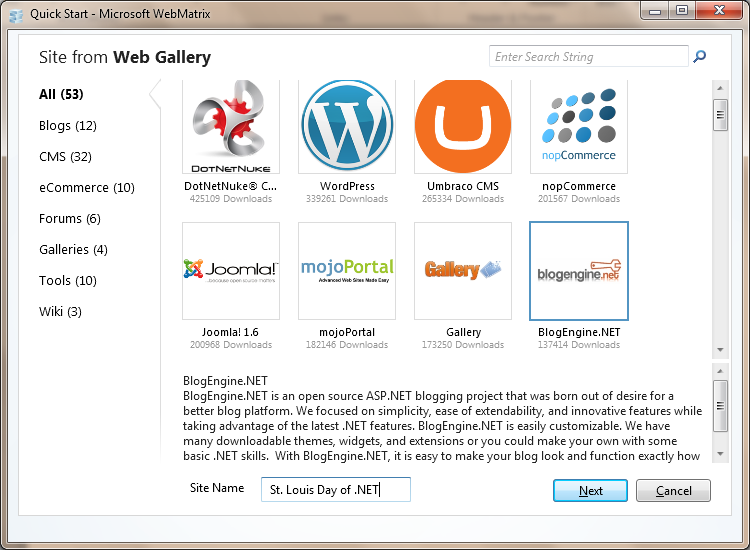 Quick Start - Microsoft WebMatrix
Site from Web Gallery
Enter Search String
All (53)
Blogs (12)
CMS (32)
eCommerce (10)
Forums (6)
Galleries (4)
Tools (10)
Wiki (3)
DotNetNuke
W
nopCommerce
DotNetNuke® C...
WordPress
Umbraco CMS
nopCommerce
425109 Downloads
339261 Downloads
265334 Downloads
201567 Downloads
Joomla!
...because open source matters
mojoPortal
Advanced Web Sites Made Easy
Gallery
blogengine.net
Joomla! 1.6
mojoPortal
Gallery
BlogEngine.NET
200968 Downloads
182146 Downloads
173250 Downloads
137414 Downloads
BlogEngine.NET
BlogEngine.NET is an open source ASP.NET blogging project that was born out of desire for a
better blog platform. We focused on simplicity, ease of extendability, and innovative features while
taking advantage of the latest .NET features. BlogEngine.NET is easily customizable. We have
many downloadable themes, widgets, and extensions or you could make your own with some
basic .NET skills.  With BlogEngine.NET, it is easy to make your blog look and function exactly how
Site Name
St. Louis Day of .NET
Next
Cancel